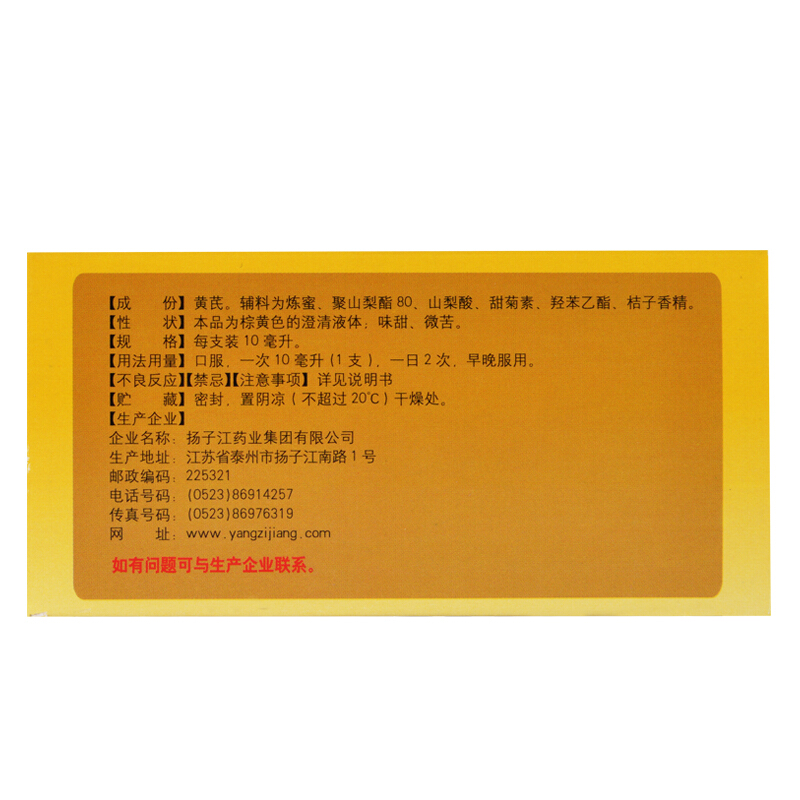 【成　份】黄芪。辅料为炼蜜、聚山梨酯80、山梨酸、甜菊素、羟苯乙酯、桔子香精。
【性　状】本品为棕黄色的澄清液体；味甜、微苦。
【规　格】每支装10毫升。
【用法用量】口服，一次10毫升(1支)，一日2次，早晚服用。
【不良反应】【禁忌】【注意事项】详见说明书
【贮　藏】密封，置阴凉（不超过20℃）干燥处。
【生产企业】
企业名称：扬子江药业集团有限公司
生产地址：江苏省泰州市扬子江南路1号
邮政编码：225321
电话号码：(0523)86914257
传真号码：(0523)86976319
网　　址：www.yangzijiang.com
如有问题可与生产企业联系。